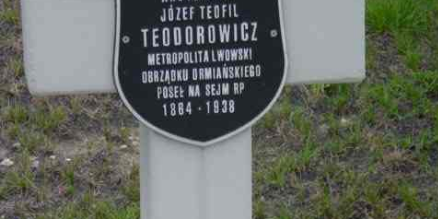 JÓZEF TEOFIL
TEODOROWICZ
METROPOLITA LWOWSKI
OBRZĄDKU ORMIAŃSKIEGO
POSEŁ NA SEJM RP
1864 - 1938